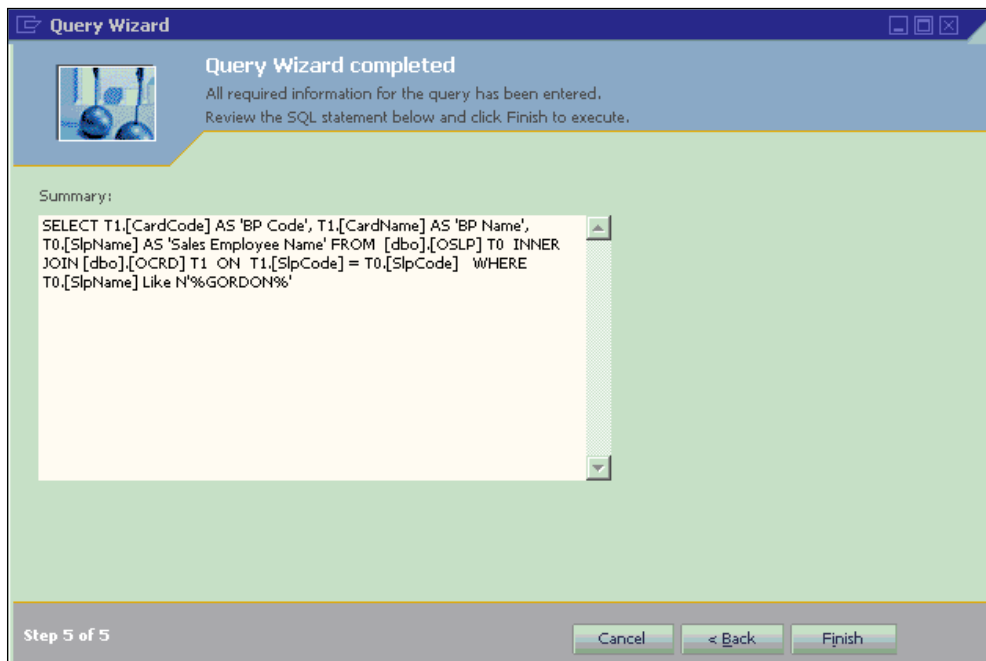 Query Wizard
Query Wizard completed
All required information for the query has been entered.
Review the SQL statement below and click Finish to execute.
Summary:
SELECT T1.[CardCode] AS 'BP Code', T1.[CardName] AS 'BP Name',
T0.[SlpName] AS 'Sales Employee Name' FROM  [dbo].[OSLP] T0  INNER
JOIN [dbo].[OCRD] T1  ON  T1.[SlpCode] = T0.[SlpCode]   WHERE
T0.[SlpName] Like N'%GORDON%'
Step 5 of 5
Cancel
< Back
Finish